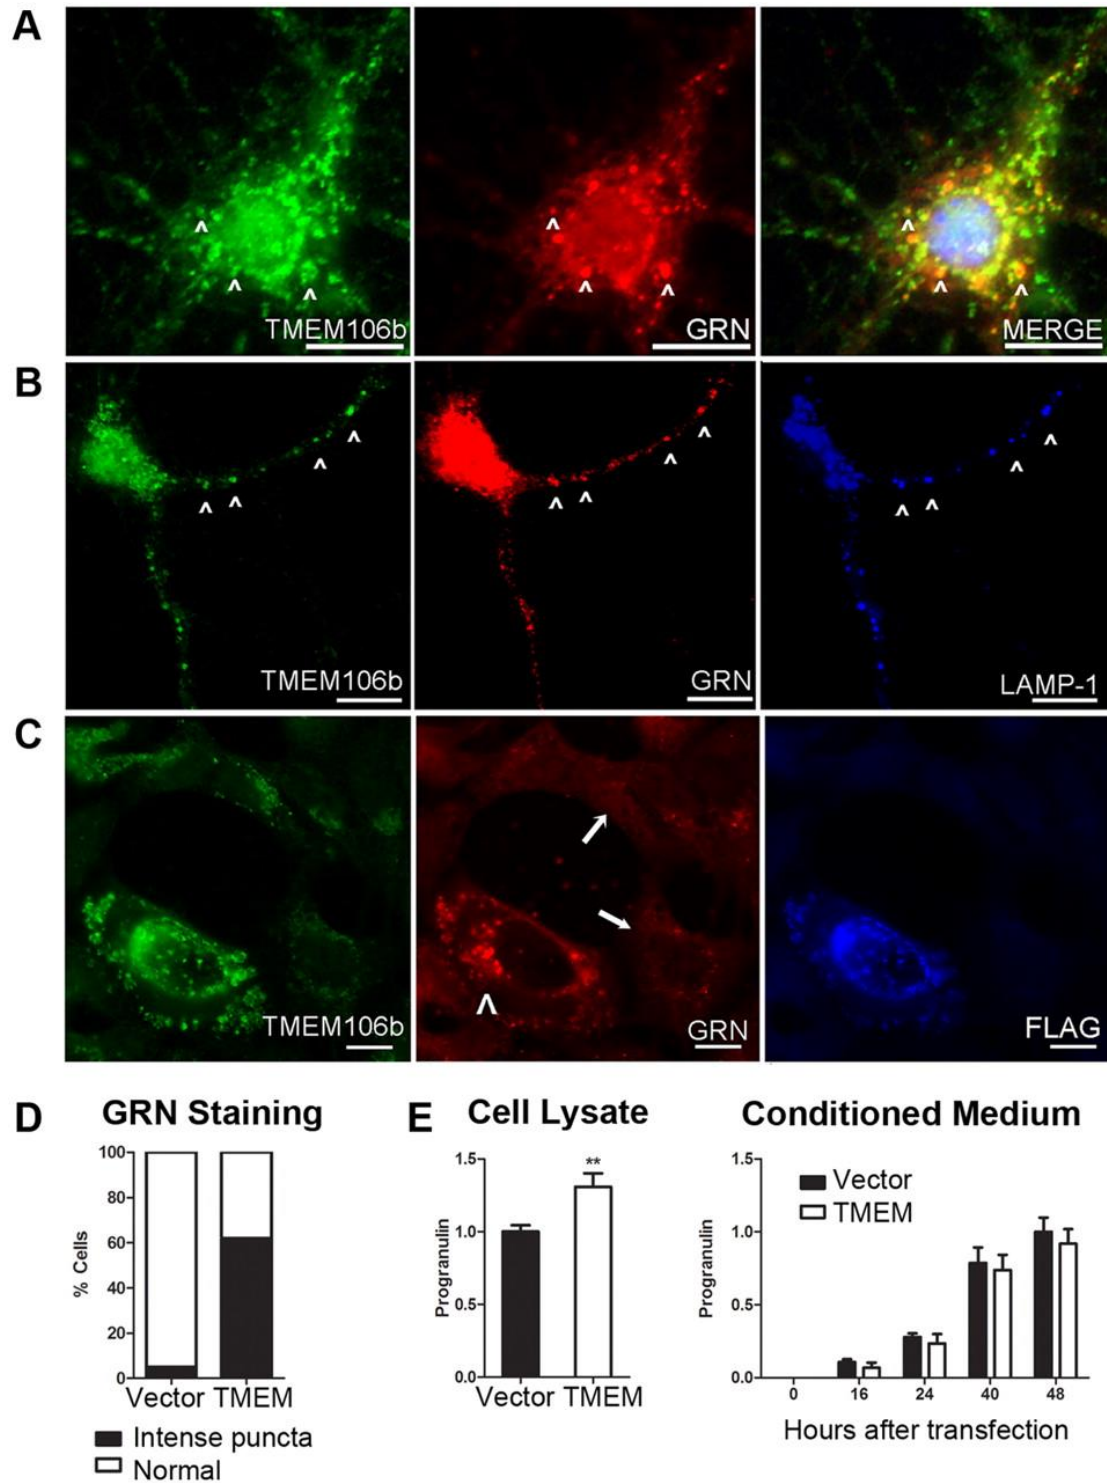 A
TMEM106b
GRN
MERGE
B
TMEM106b
GRN
LAMP-1
C
TMEM106b
GRN
FLAG
D
GRN Staining
% Cells
100
80
60
40
20
0
Vector TMEM
Intense puncta
Normal
E
Cell Lysate
Progranulin
1.5
1.0
0.5
0.0
**
Vector TMEM
Conditioned Medium
Progranulin
1.5
1.0
0.5
0.0
Vector
TMEM
0 16 24 40 48
Hours after transfection